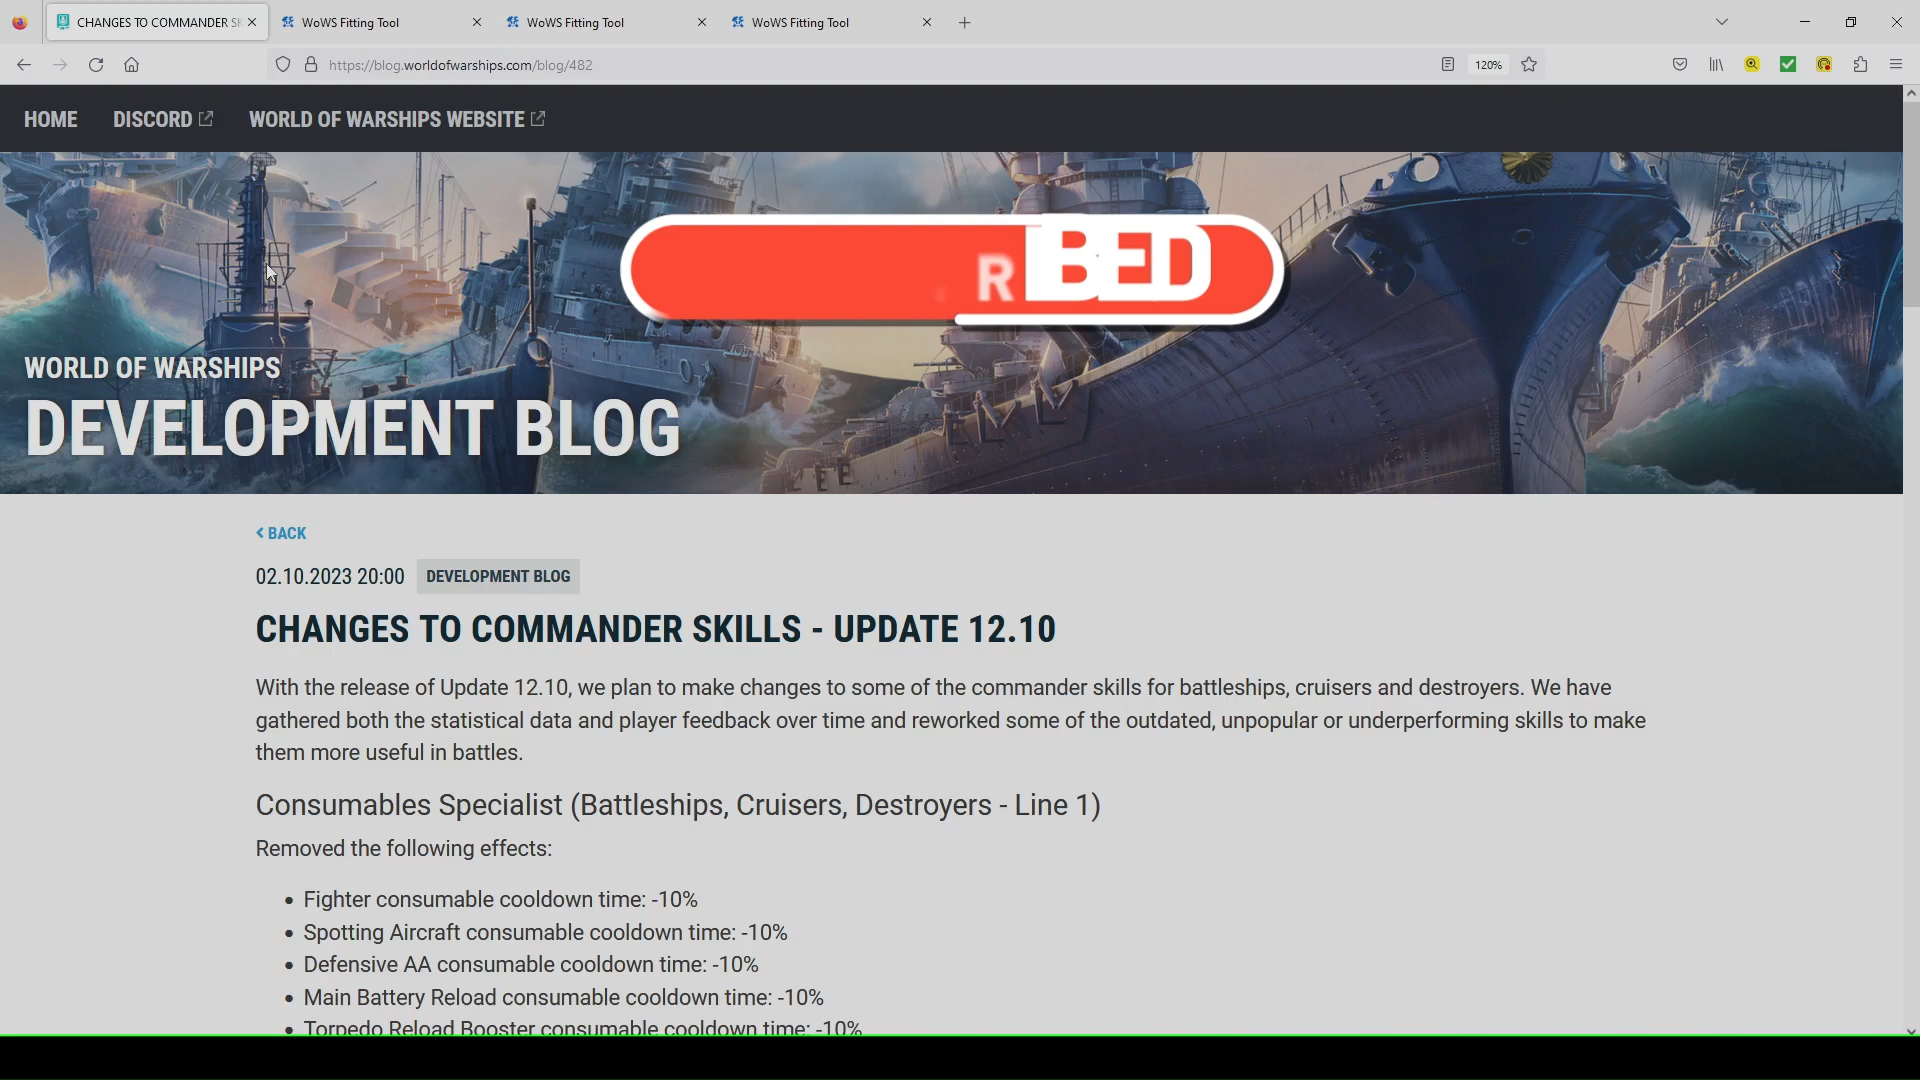 CHANGES TO COMMANDER SK
WoWS Fitting Tool
WoWS Fitting Tool
WoWS Fitting Tool
https://blog.worldofwarships.com/blog/482
120%
HOME
DISCORD
WORLD OF WARSHIPS WEBSITE
R BED
WORLD OF WARSHIPS
DEVELOPMENT BLOG
< BACK
02.10.2023 20:00
DEVELOPMENT BLOG
CHANGES TO COMMANDER SKILLS - UPDATE 12.10
With the release of Update 12.10, we plan to make changes to some of the commander skills for battleships, cruisers and destroyers. We have
gathered both the statistical data and player feedback over time and reworked some of the outdated, unpopular or underperforming skills to make
them more useful in battles.
Consumables Specialist (Battleships, Cruisers, Destroyers - Line 1)
Removed the following effects:
• Fighter consumable cooldown time: -10%
• Spotting Aircraft consumable cooldown time: -10%
• Defensive AA consumable cooldown time: -10%
• Main Battery Reload consumable cooldown time: -10%
• Torpedo Reload Booster consumable cooldown time: -10%